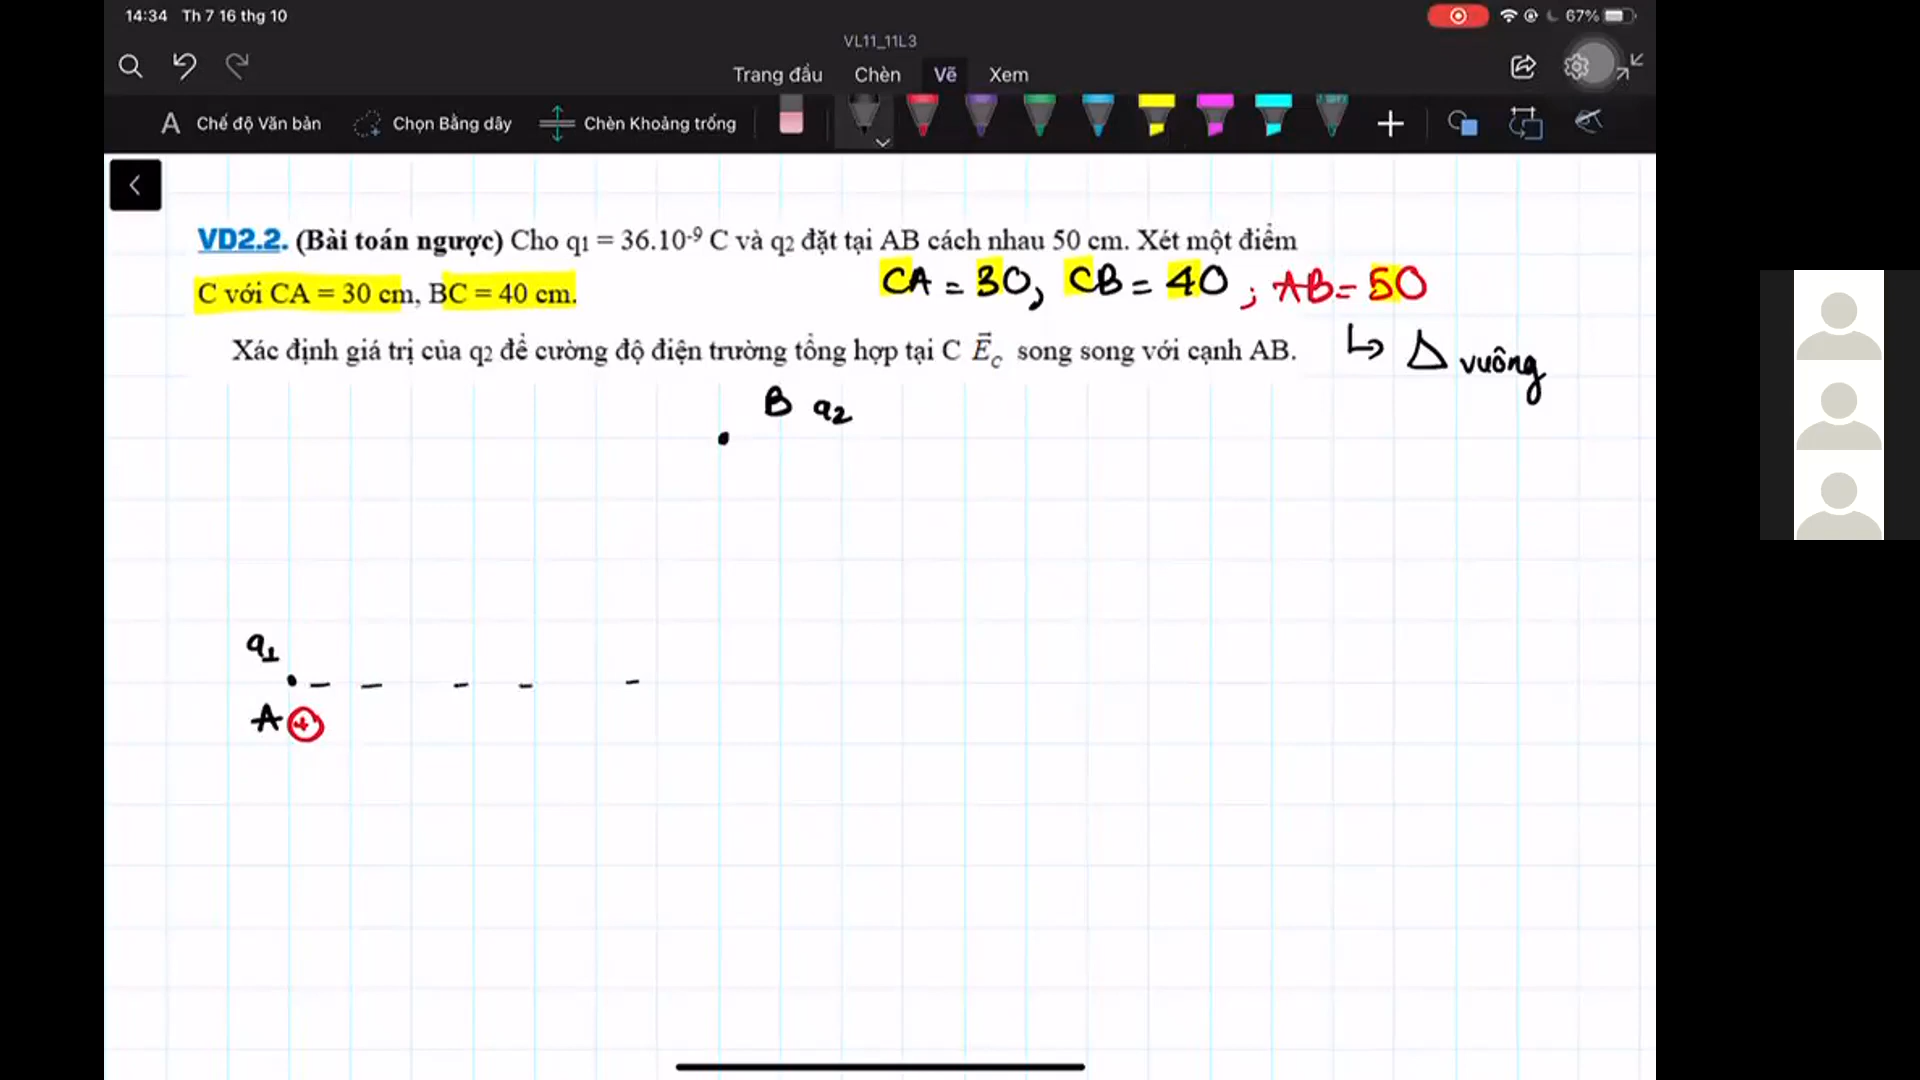 14:34 Th 7 16 thg 10
67%
VL11_11L3
Trang đầu Chèn Vẽ Xem
A Chế độ Văn bản Chọn Bằng dây Chèn Khoảng trống
VD2.2. (Bài toán ngược) Cho q1 = 36.10-9 C và q2 đặt tại AB cách nhau 50 cm. Xét một điểm
C với CA = 30 cm, BC = 40 cm.
CA = 30, CB = 40 ; AB = 50
Xác định giá trị của q2 để cường độ điện trường tổng hợp tại C E⃗c song song với cạnh AB.
↳ Δ vuông
B q2
q1
A +